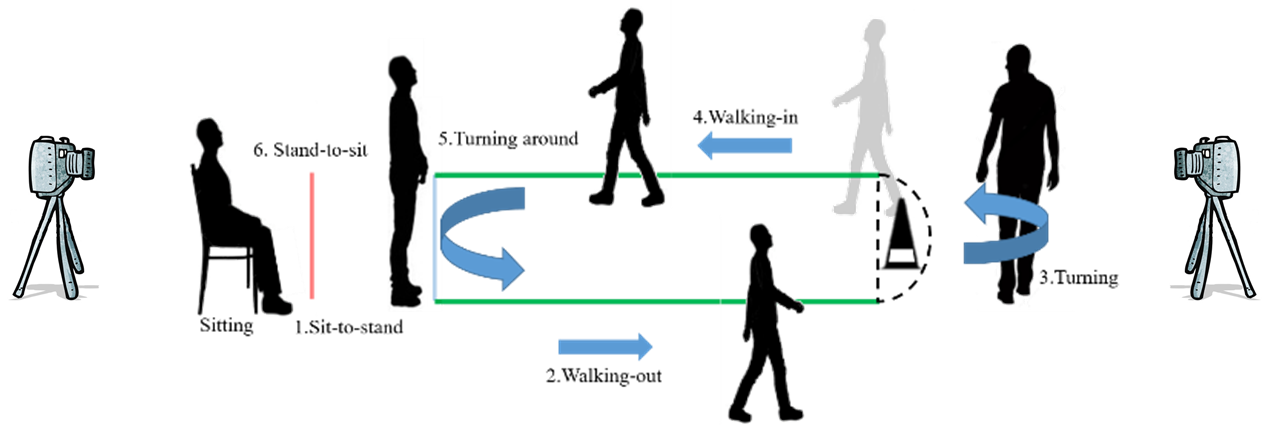 4.Walking-in
5.Turning around
6. Stand-to-sit
3.Turning
Sitting
1.Sit-to-stand
2.Walking-out